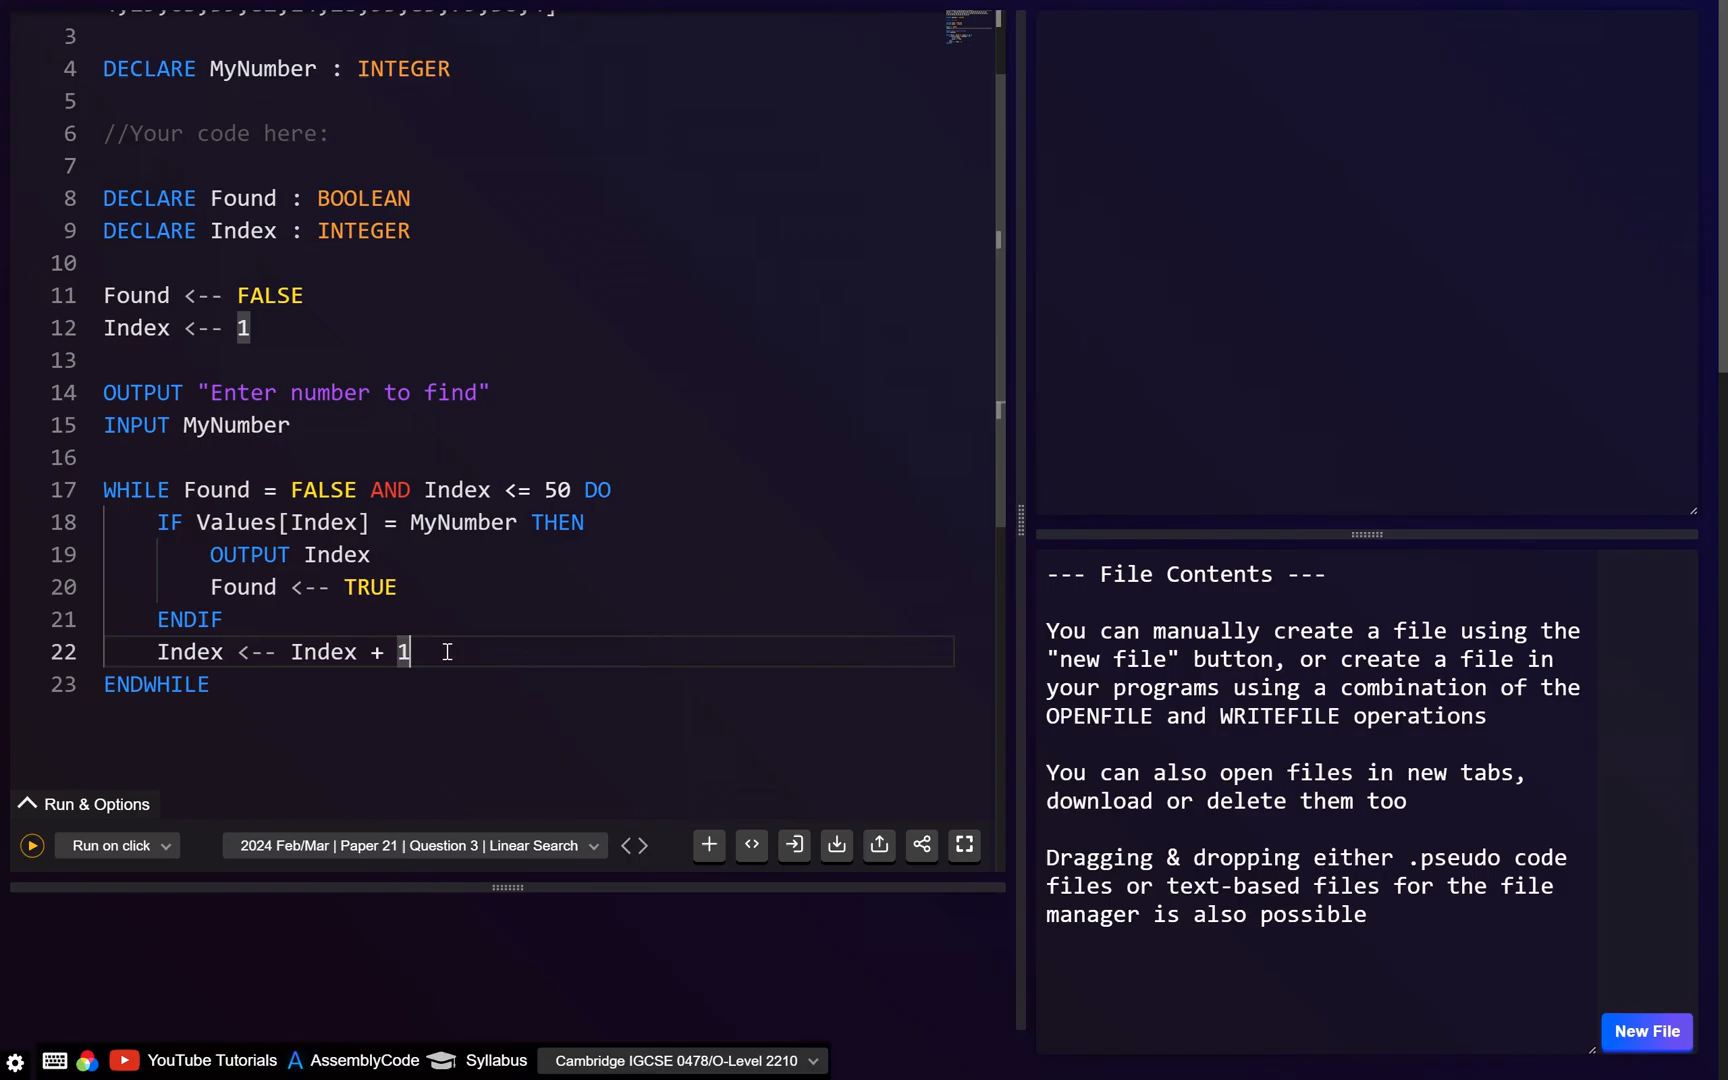 3
4 DECLARE MyNumber : INTEGER
5
6 //Your code here:
7
8 DECLARE Found : BOOLEAN
9 DECLARE Index : INTEGER
10
11 Found <-- FALSE
12 Index <-- 1
13
14 OUTPUT "Enter number to find"
15 INPUT MyNumber
16
17 WHILE Found = FALSE AND Index <= 50 DO
18 IF Values[Index] = MyNumber THEN
19 OUTPUT Index
20 Found <-- TRUE
21 ENDIF
22 Index <-- Index + 1
23 ENDWHILE
Run & Options
Run on click
2024 Feb/Mar | Paper 21 | Question 3 | Linear Search
--- File Contents ---
You can manually create a file using the
"new file" button, or create a file in
your programs using a combination of the
OPENFILE and WRITEFILE operations
You can also open files in new tabs,
download or delete them too
Dragging & dropping either .pseudo code
files or text-based files for the file
manager is also possible
New File
YouTube Tutorials
AssemblyCode
Syllabus
Cambridge IGCSE 0478/O-Level 2210